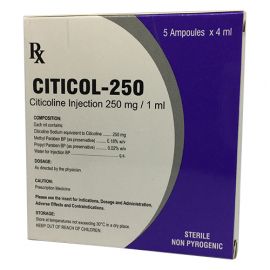 Rx
5 Ampoules x 4 ml
CITICOL-250
Citicoline Injection 250 mg / 1 ml
COMPOSITION:
Each ml contains
Citicoline Sodium equivalent to Citicoline ....... 250 mg
Methyl Paraben BP (as preservative) ....... 0.18% w/v
Propyl Paraben BP (as preservative) ....... 0.02% w/v
Water for Injection BP ....... q.s.
DOSAGE:
As directed by the physician
CAUTION:
Prescription Medicine
Please see the insert for indications, Dosage and Administration,
Adverse Effects and Contraindications.
STORAGE:
Store at temperatures not exceeding 30°C in a dry place.
KEEP OUT OF REACH OF CHILDREN.
STERILE
NON PYROGENIC